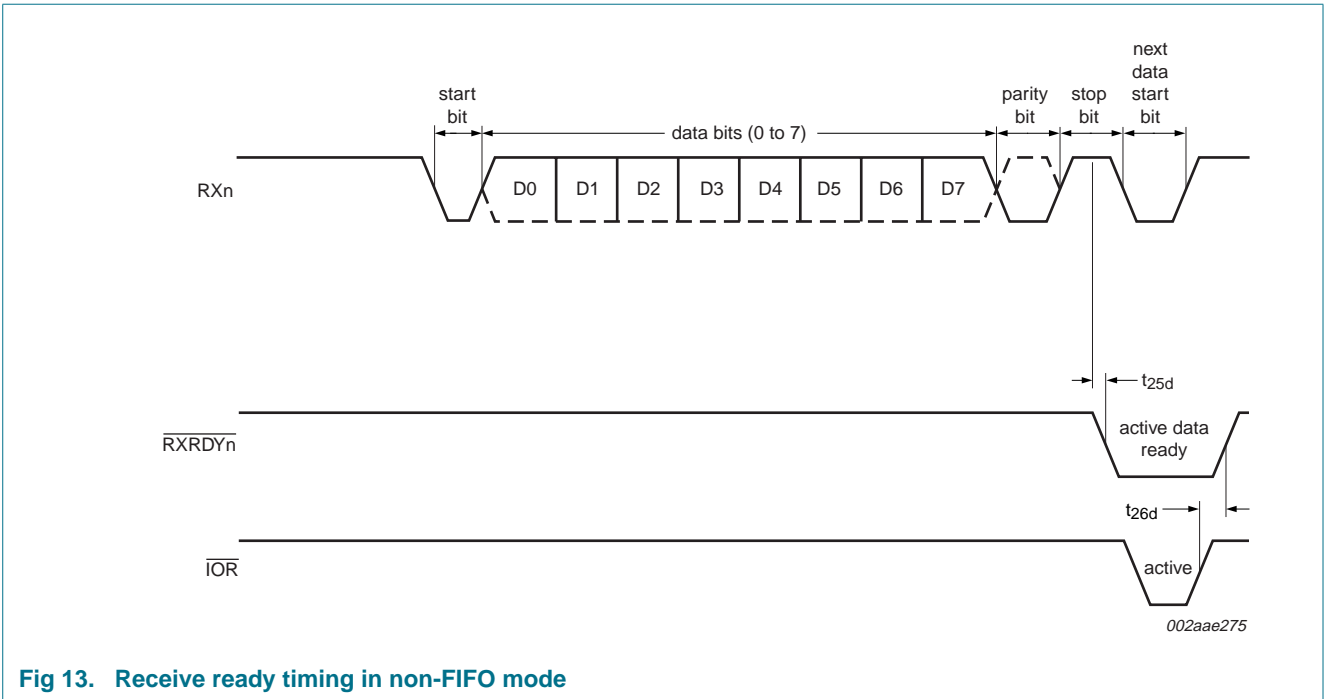 next
data
start parity stop start
bit bit bit bit
data bits (0 to 7)
RXn D0 D1 D2 D3 D4 D5 D6 D7
t25d
RXRDYn active data
ready
t26d
IOR active
002aae275
Fig 13. Receive ready timing in non-FIFO mode